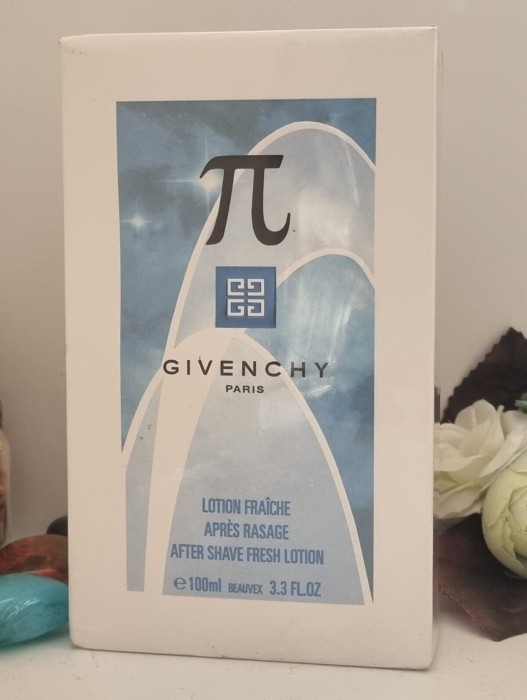 π
GIVENCHY
PARIS
LOTION FRAÎCHE
APRÈS RASAGE
AFTER SHAVE FRESH LOTION
℮100ml BEAUVEX 3.3 FL.OZ